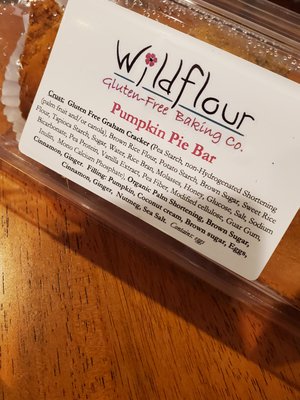 Wildflour
Gluten-Free Baking Co.
Pumpkin Pie Bar
Crust: Gluten Free Graham Cracker (Pea Starch, non-Hydrogenated Shortening
(palm fruit and/or canola), Brown Rice Flour, Potato Starch, Brown Sugar, Sweet Rice
Flour, Tapioca Starch, Sugar, Water, Rice Bran, Molasses, Honey, Glucose, Salt, Sodium
Bicarbonate, Pea Protein, Vanilla Extract, Pea Fiber, Modified cellulose, Guar Gum,
Inulin, Mono Calcium Phosphate), Organic Palm Shortening, Brown Sugar,
Cinnamon, Ginger. Filling: Pumpkin, Coconut cream, Brown sugar, Eggs,
Cinnamon, Ginger, Nutmeg, Sea Salt. Contains: egg